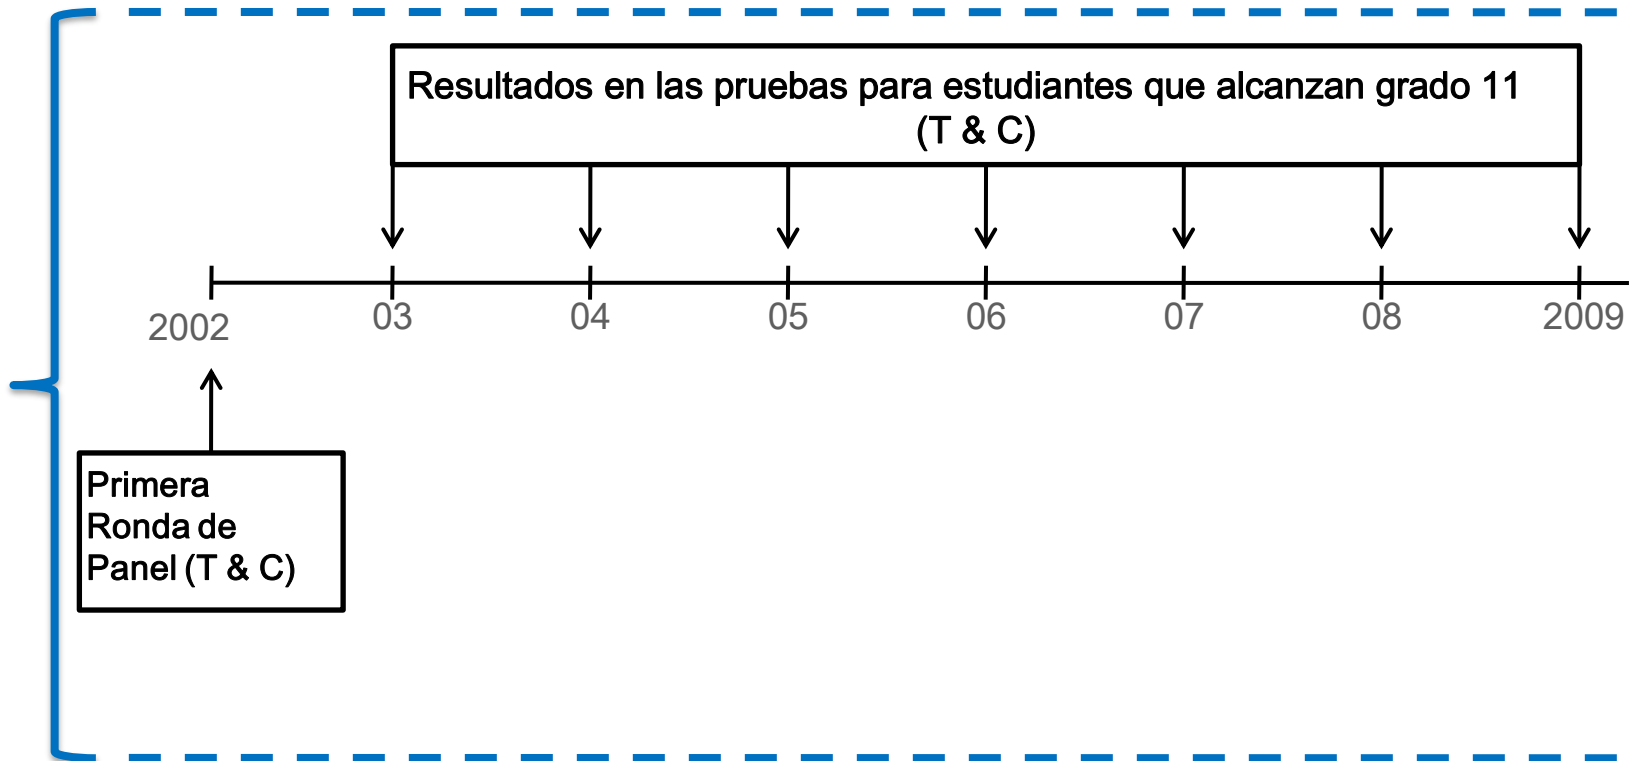 Resultados en las pruebas para estudiantes que alcanzan grado 11
(T & C)
2002 03 04 05 06 07 08 2009
Primera
Ronda de
Panel (T & C)